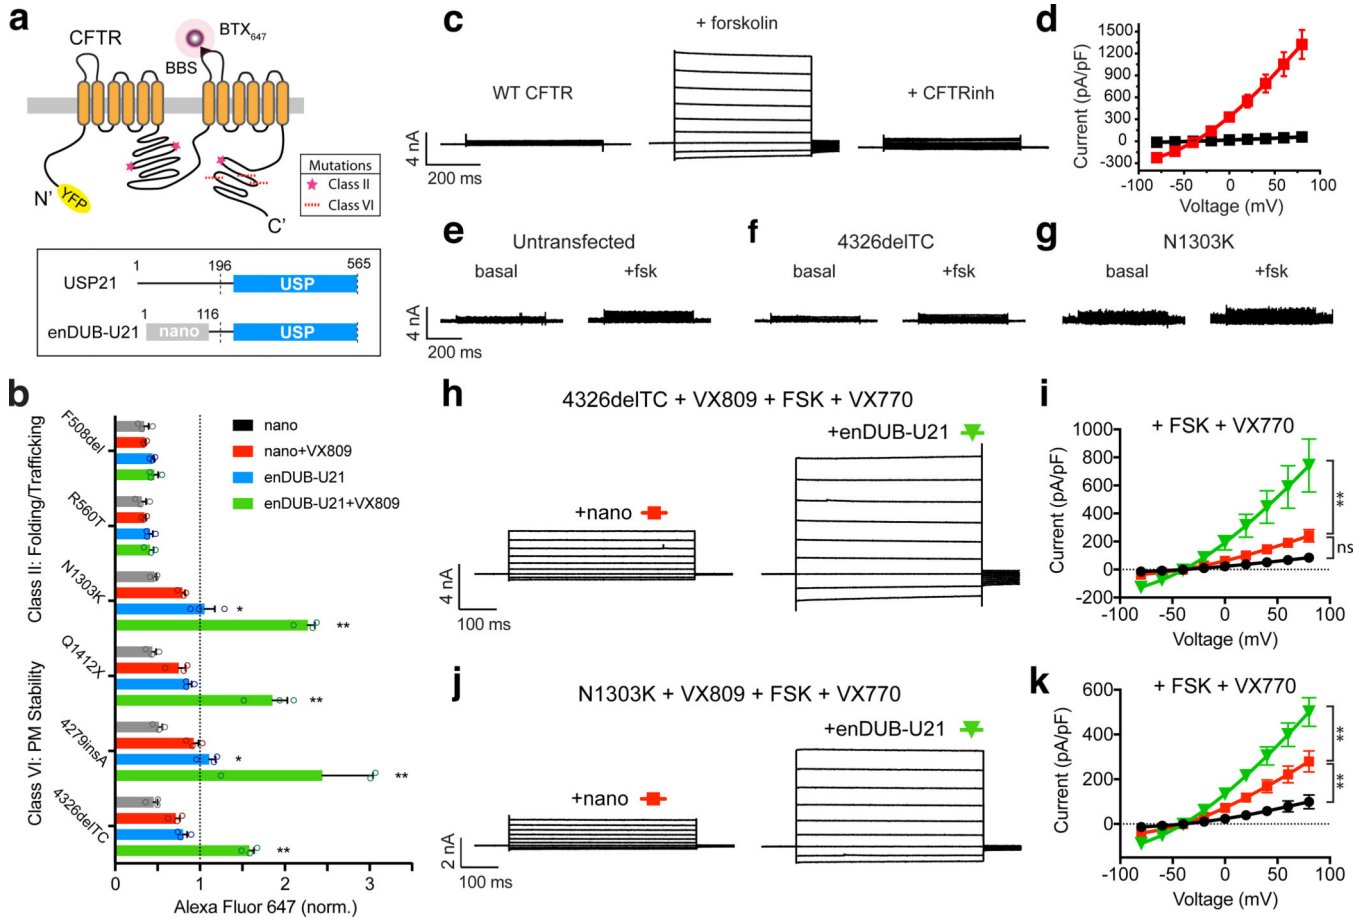 a
CFTR
BBS
BTX647
N'
YFP
C'
Mutations
Class II
Class VI
1
196
565
USP21
USP
1
116
enDUB-U21
nano
USP
b
Class II: Folding/Trafficking
Class VI: PM Stability
F508del
R560T
N1303K
Q1412X
4279insA
4326delTC
nano
nano+VX809
enDUB-U21
enDUB-U21+VX809
*
**
**
*
**
**
0
1
2
3
Alexa Fluor 647 (norm.)
c
WT CFTR
+ forskolin
+ CFTRinh
4 nA
200 ms
d
Current (pA/pF)
1500
1200
900
600
300
0
-300
-100
-50
0
50
100
Voltage (mV)
e
Untransfected
basal
+fsk
4 nA
200 ms
f
4326delTC
basal
+fsk
g
N1303K
basal
+fsk
h
4326delTC + VX809 + FSK + VX770
+nano
+enDUB-U21
4 nA
100 ms
i
+ FSK + VX770
Current (pA/pF)
1000
800
600
400
200
0
-200
**
ns
-100
-50
0
50
100
Voltage (mV)
j
N1303K + VX809 + FSK + VX770
+nano
+enDUB-U21
2 nA
100 ms
k
+ FSK + VX770
Current (pA/pF)
600
400
200
0
**
**
-100
-50
0
50
100
Voltage (mV)